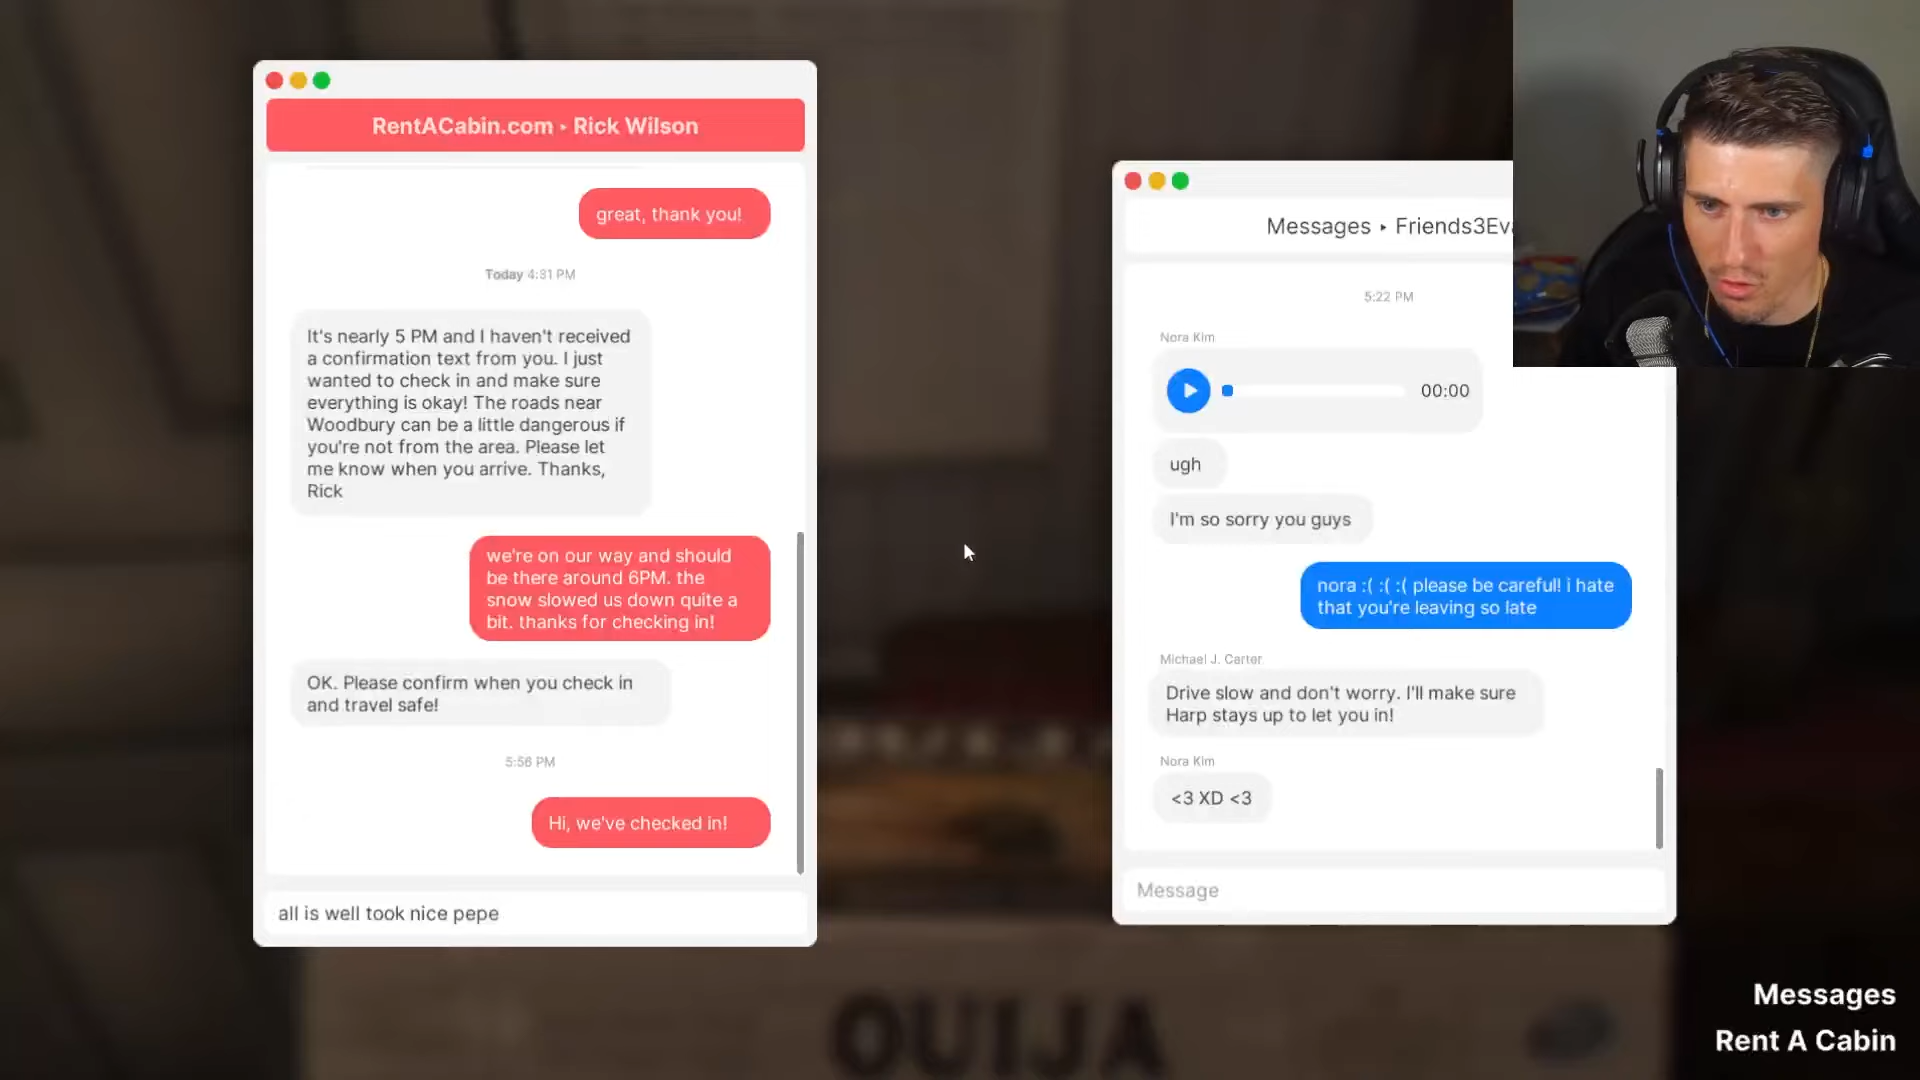 RentACabin.com • Rick Wilson
great, thank you!
Today 4:31 PM
It's nearly 5 PM and I haven't received
a confirmation text from you. I just
wanted to check in and make sure
everything is okay! The roads near
Woodbury can be a little dangerous if
you're not from the area. Please let
me know when you arrive. Thanks,
Rick
we're on our way and should
be there around 6PM. the
snow slowed us down quite a
bit. thanks for checking in!
OK. Please confirm when you check in
and travel safe!
5:56 PM
Hi, we've checked in!
all is well took nice pepe
Messages ‣ Friends3Eva
5:22 PM
Nora Kim
00:00
ugh
I'm so sorry you guys
nora :( :( :( please be careful! i hate
that you're leaving so late
Michael J. Carter
Drive slow and don't worry. I'll make sure
Harp stays up to let you in!
Nora Kim
<3 XD <3
Message
OUIJA
Messages
Rent A Cabin